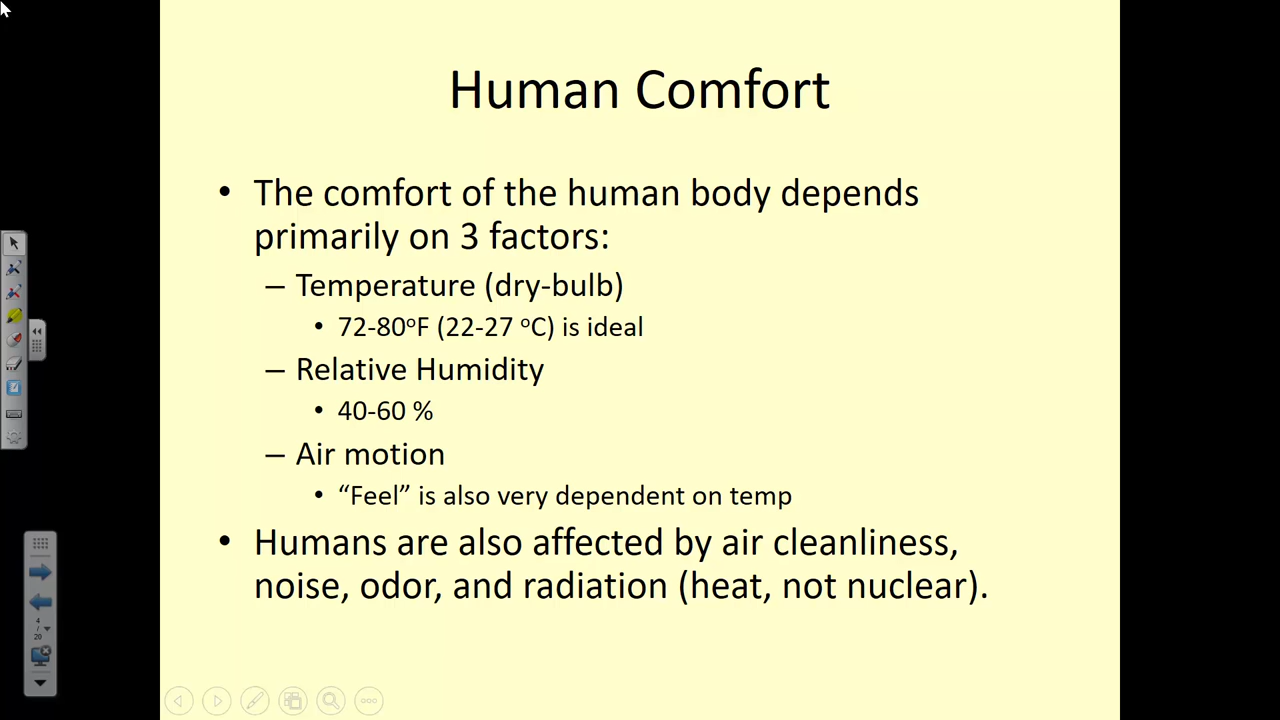 Human Comfort
• The comfort of the human body depends
primarily on 3 factors:
– Temperature (dry-bulb)
• 72-80ºF (22-27 ºC) is ideal
– Relative Humidity
• 40-60 %
– Air motion
• “Feel” is also very dependent on temp
• Humans are also affected by air cleanliness,
noise, odor, and radiation (heat, not nuclear).
4
/
20